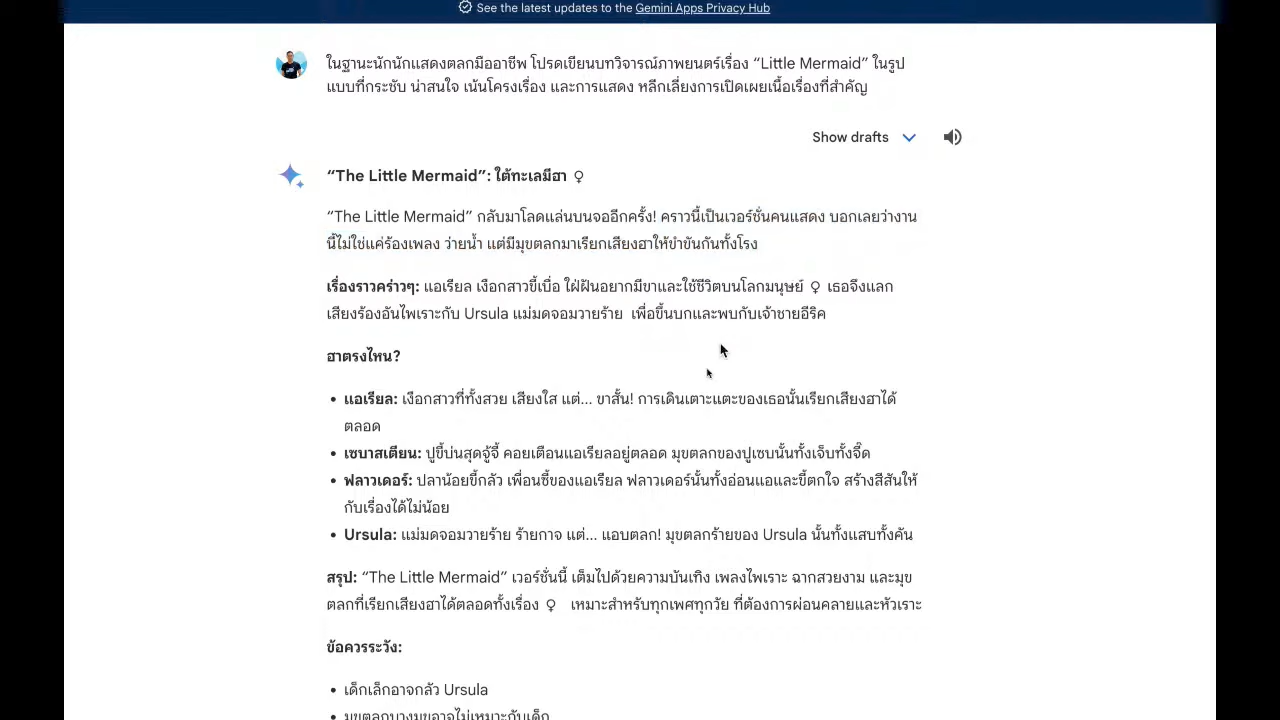 See the latest updates to the Gemini Apps Privacy Hub
ในฐานะนักนักแสดงตลกมืออาชีพ โปรดเขียนบทวิจารณ์ภาพยนตร์เรื่อง “Little Mermaid” ในรูป
แบบที่กระชับ น่าสนใจ เน้นโครงเรื่อง และการแสดง หลีกเลี่ยงการเปิดเผยเนื้อเรื่องที่สำคัญ
Show drafts
“The Little Mermaid”: ใต้ทะเลมีฮา ♀
“The Little Mermaid” กลับมาโลดแล่นบนจออีกครั้ง! คราวนี้เป็นเวอร์ชั่นคนแสดง บอกเลยว่างาน
นี้ไม่ใช่แค่ร้องเพลง ว่ายน้ำ แต่มีมุขตลกมาเรียกเสียงฮาให้ขำขันกันทั้งโรง
เรื่องราวคร่าวๆ: แอเรียล เงือกสาวขี้เบื่อ ใฝ่ฝันอยากมีขาและใช้ชีวิตบนโลกมนุษย์ ♀ เธอจึงแลก
เสียงร้องอันไพเราะกับ Ursula แม่มดจอมวายร้าย เพื่อขึ้นบกและพบกับเจ้าชายอีริค
ฮาตรงไหน?
• แอเรียล: เงือกสาวที่ทั้งสวย เสียงใส แต่... ขาสั้น! การเดินเตาะแตะของเธอนั้นเรียกเสียงฮาได้
ตลอด
• เซบาสเตียน: ปูขี้บ่นสุดจู้จี้ คอยเตือนแอเรียลอยู่ตลอด มุขตลกของปูเซบนั้นทั้งเจ็บทั้งจี๊ด
• ฟลาวเดอร์: ปลาน้อยขี้กลัว เพื่อนซี้ของแอเรียล ฟลาวเดอร์นั้นทั้งอ่อนแอและขี้ตกใจ สร้างสีสันให้
กับเรื่องได้ไม่น้อย
• Ursula: แม่มดจอมวายร้าย ร้ายกาจ แต่... แอบตลก! มุขตลกร้ายของ Ursula นั้นทั้งแสบทั้งคัน
สรุป: “The Little Mermaid” เวอร์ชั่นนี้ เต็มไปด้วยความบันเทิง เพลงไพเราะ ฉากสวยงาม และมุข
ตลกที่เรียกเสียงฮาได้ตลอดทั้งเรื่อง ♀ เหมาะสำหรับทุกเพศทุกวัย ที่ต้องการผ่อนคลายและหัวเราะ
ข้อควรระวัง:
• เด็กเล็กอาจกลัว Ursula
• มุขตลกบางมุขอาจไม่เหมาะกับเด็ก